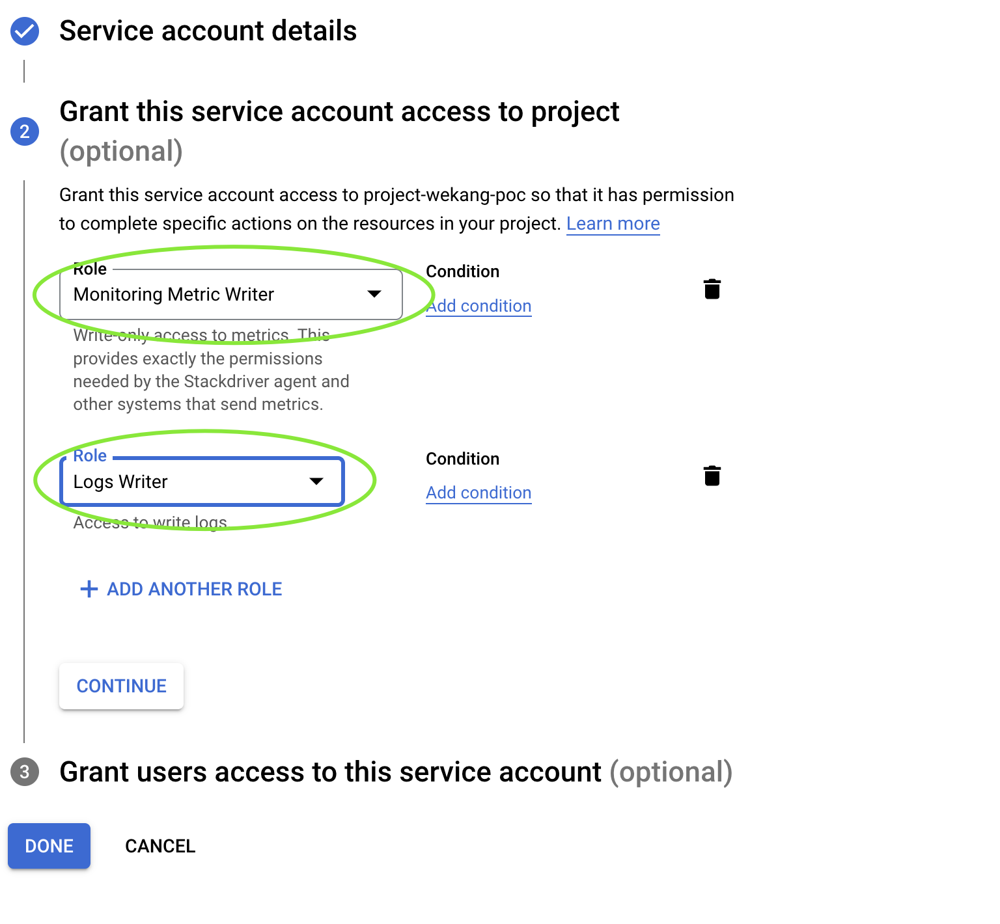 Service account details
2
Grant this service account access to project
(optional)
Grant this service account access to project-wekang-poc so that it has permission
to complete specific actions on the resources in your project. Learn more
Role
Monitoring Metric Writer
Condition
Add condition
Write-only access to metrics. This
provides exactly the permissions
needed by the Stackdriver agent and
other systems that send metrics.
Role
Logs Writer
Condition
Add condition
Access to write logs
ADD ANOTHER ROLE
CONTINUE
3
Grant users access to this service account (optional)
DONE
CANCEL